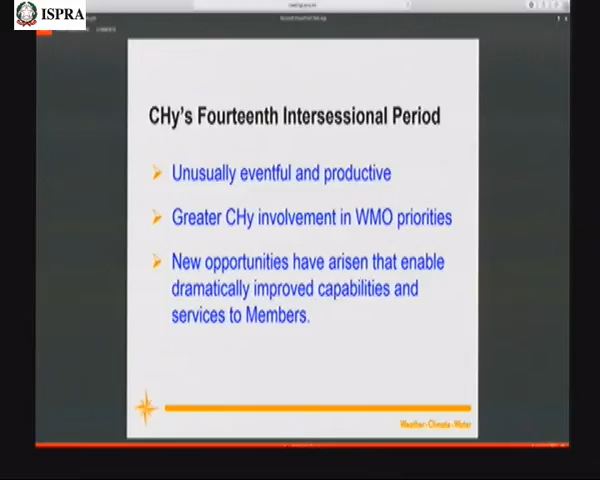 ISPRA
CHy's Fourteenth Intersessional Period
Unusually eventful and productive
Greater CHy involvement in WMO priorities
New opportunities have arisen that enable
dramatically improved capabilities and
services to Members.
Weather-Climate-Water